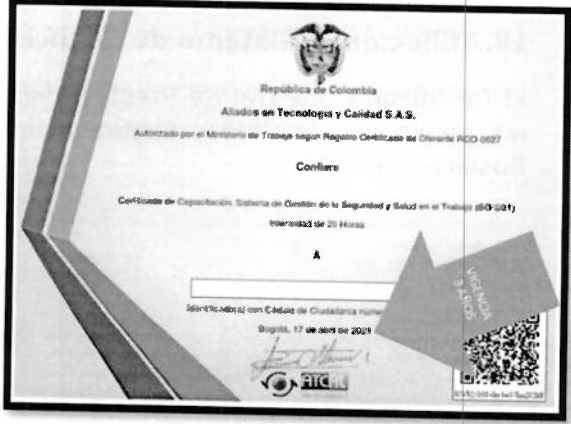 República de Colombia
Aliados en Tecnología y Calidad S.A.S.
Autorizado por el Ministerio de Trabajo según Registro Certificado de Oferente RCO 0027
Confiere
Certificado de Capacitación, Sistema de Gestión de la Seguridad y Salud en el Trabajo (SG-SST)
Intensidad de 20 Horas
A
Identificado(a) con Cédula de Ciudadanía
Bogotá, 17 de abril de
VIGENCIA
3 AÑOS
ATCAL